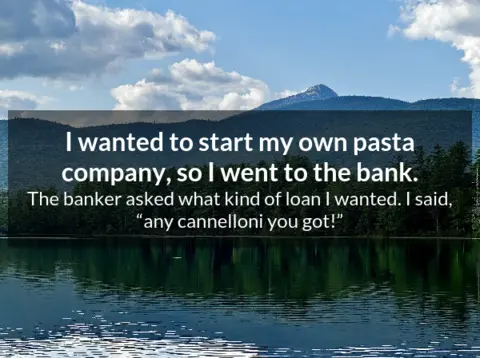 I wanted to start my own pasta
company, so I went to the bank.
The banker asked what kind of loan I wanted. I said,
“any cannelloni you got!”